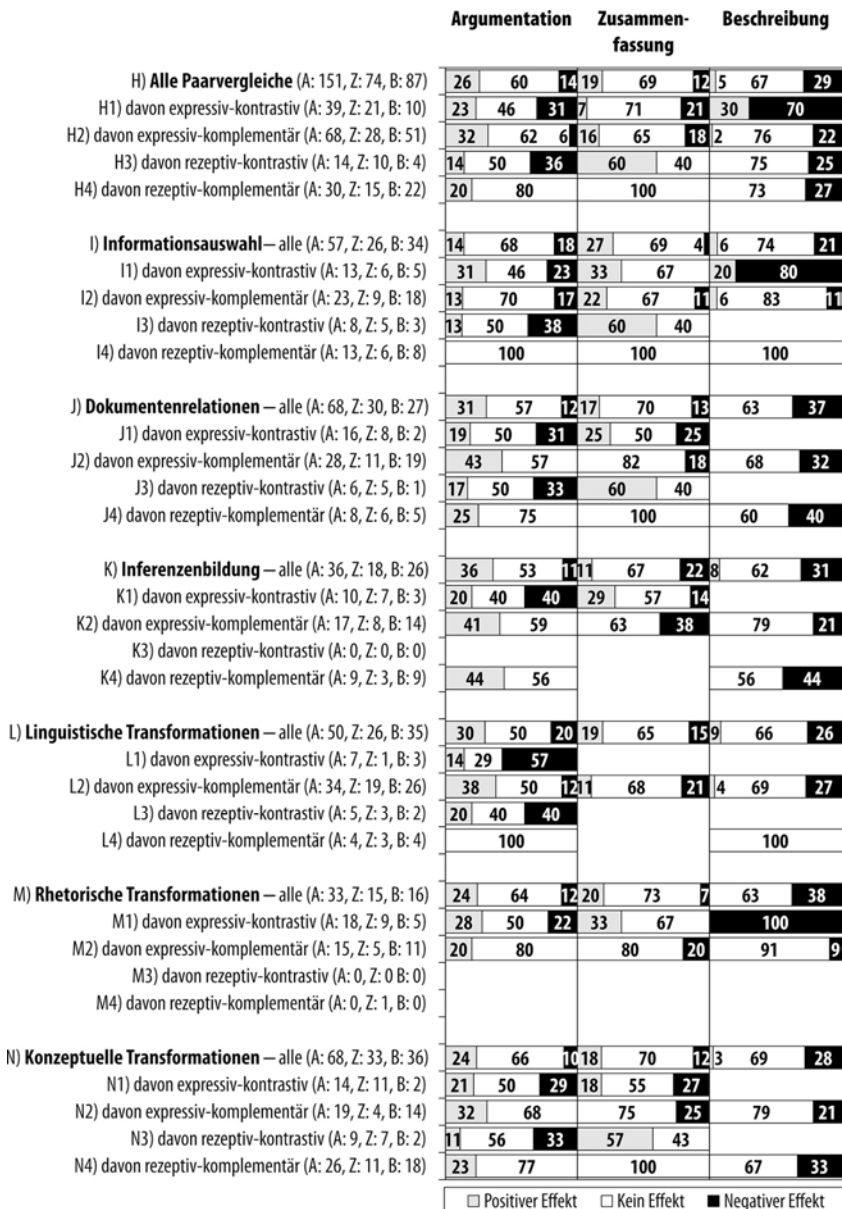 Argumentation Zusammen- Beschreibung
fassung
H) Alle Paarvergleiche (A: 151, Z: 74, B: 87) 26 60 14 19 69 12 5 67 29
H1) davon expressiv-kontrastiv (A: 39, Z: 21, B: 10) 23 46 31 7 71 21 30 70
H2) davon expressiv-komplementär (A: 68, Z: 28, B: 51) 32 62 6 16 65 18 2 76 22
H3) davon rezeptiv-kontrastiv (A: 14, Z: 10, B: 4) 14 50 36 60 40 75 25
H4) davon rezeptiv-komplementär (A: 30, Z: 15, B: 22) 20 80 100 73 27
I) Informationsauswahl— alle (A: 57, Z: 26, B: 34) 14 68 18 27 69 4 6 74 21
I1) davon expressiv-kontrastiv (A: 13, Z: 6, B: 5) 31 46 23 33 67 20 80
I2) davon expressiv-komplementär (A: 23, Z: 9, B: 18) 13 70 17 22 67 11 6 83 11
I3) davon rezeptiv-kontrastiv (A: 8, Z: 5, B: 3) 13 50 38 60 40
I4) davon rezeptiv-komplementär (A: 13, Z: 6, B: 8) 100 100 100
J) Dokumentenrelationen — alle (A: 68, Z: 30, B: 27) 31 57 12 17 70 13 63 37
J1) davon expressiv-kontrastiv (A: 16, Z: 8, B: 2) 19 50 31 25 50 25
J2) davon expressiv-komplementär (A: 28, Z: 11, B: 19) 43 57 82 18 68 32
J3) davon rezeptiv-kontrastiv (A: 6, Z: 5, B: 1) 17 50 33 60 40
J4) davon rezeptiv-komplementär (A: 8, Z: 6, B: 5) 25 75 100 60 40
K) Inferenzenbildung — alle (A: 36, Z: 18, B: 26) 36 53 11 11 67 22 8 62 31
K1) davon expressiv-kontrastiv (A: 10, Z: 7, B: 3) 20 40 40 29 57 14
K2) davon expressiv-komplementär (A: 17, Z: 8, B: 14) 41 59 63 38 79 21
K3) davon rezeptiv-kontrastiv (A: 0, Z: 0, B: 0)
K4) davon rezeptiv-komplementär (A: 9, Z: 3, B: 9) 44 56 56 44
L) Linguistische Transformationen — alle (A: 50, Z: 26, B: 35) 30 50 20 19 65 15 9 66 26
L1) davon expressiv-kontrastiv (A: 7, Z: 1, B: 3) 14 29 57
L2) davon expressiv-komplementär (A: 34, Z: 19, B: 26) 38 50 12 11 68 21 4 69 27
L3) davon rezeptiv-kontrastiv (A: 5, Z: 3, B: 2) 20 40 40
L4) davon rezeptiv-komplementär (A: 4, Z: 3, B: 4) 100 100
M) Rhetorische Transformationen — alle (A: 33, Z: 15, B: 16) 24 64 12 20 73 7 63 38
M1) davon expressiv-kontrastiv (A: 18, Z: 9, B: 5) 28 50 22 33 67 100
M2) davon expressiv-komplementär (A: 15, Z: 5, B: 11) 20 80 80 20 91 9
M3) davon rezeptiv-kontrastiv (A: 0, Z: 0 B: 0)
M4) davon rezeptiv-komplementär (A: 0, Z: 1, B: 0)
N) Konzeptuelle Transformationen — alle (A: 68, Z: 33, B: 36) 24 66 10 18 70 12 3 69 28
N1) davon expressiv-kontrastiv (A: 14, Z: 11, B: 2) 21 50 29 18 55 27
N2) davon expressiv-komplementär (A: 19, Z: 4, B: 14) 32 68 75 25 79 21
N3) davon rezeptiv-kontrastiv (A: 9, Z: 7, B: 2) 11 56 33 57 43
N4) davon rezeptiv-komplementär (A: 26, Z: 11, B: 18) 23 77 100 67 33
Positiver Effekt Kein Effekt Negativer Effekt